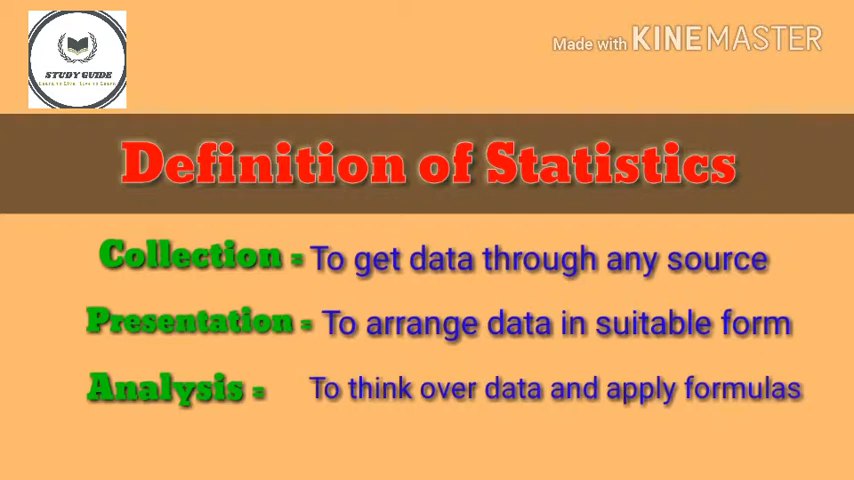 Made with KINEMASTER
STUDY GUIDE
Definition of Statistics
Collection = To get data through any source
Presentation = To arrange data in suitable form
Analysis = To think over data and apply formulas